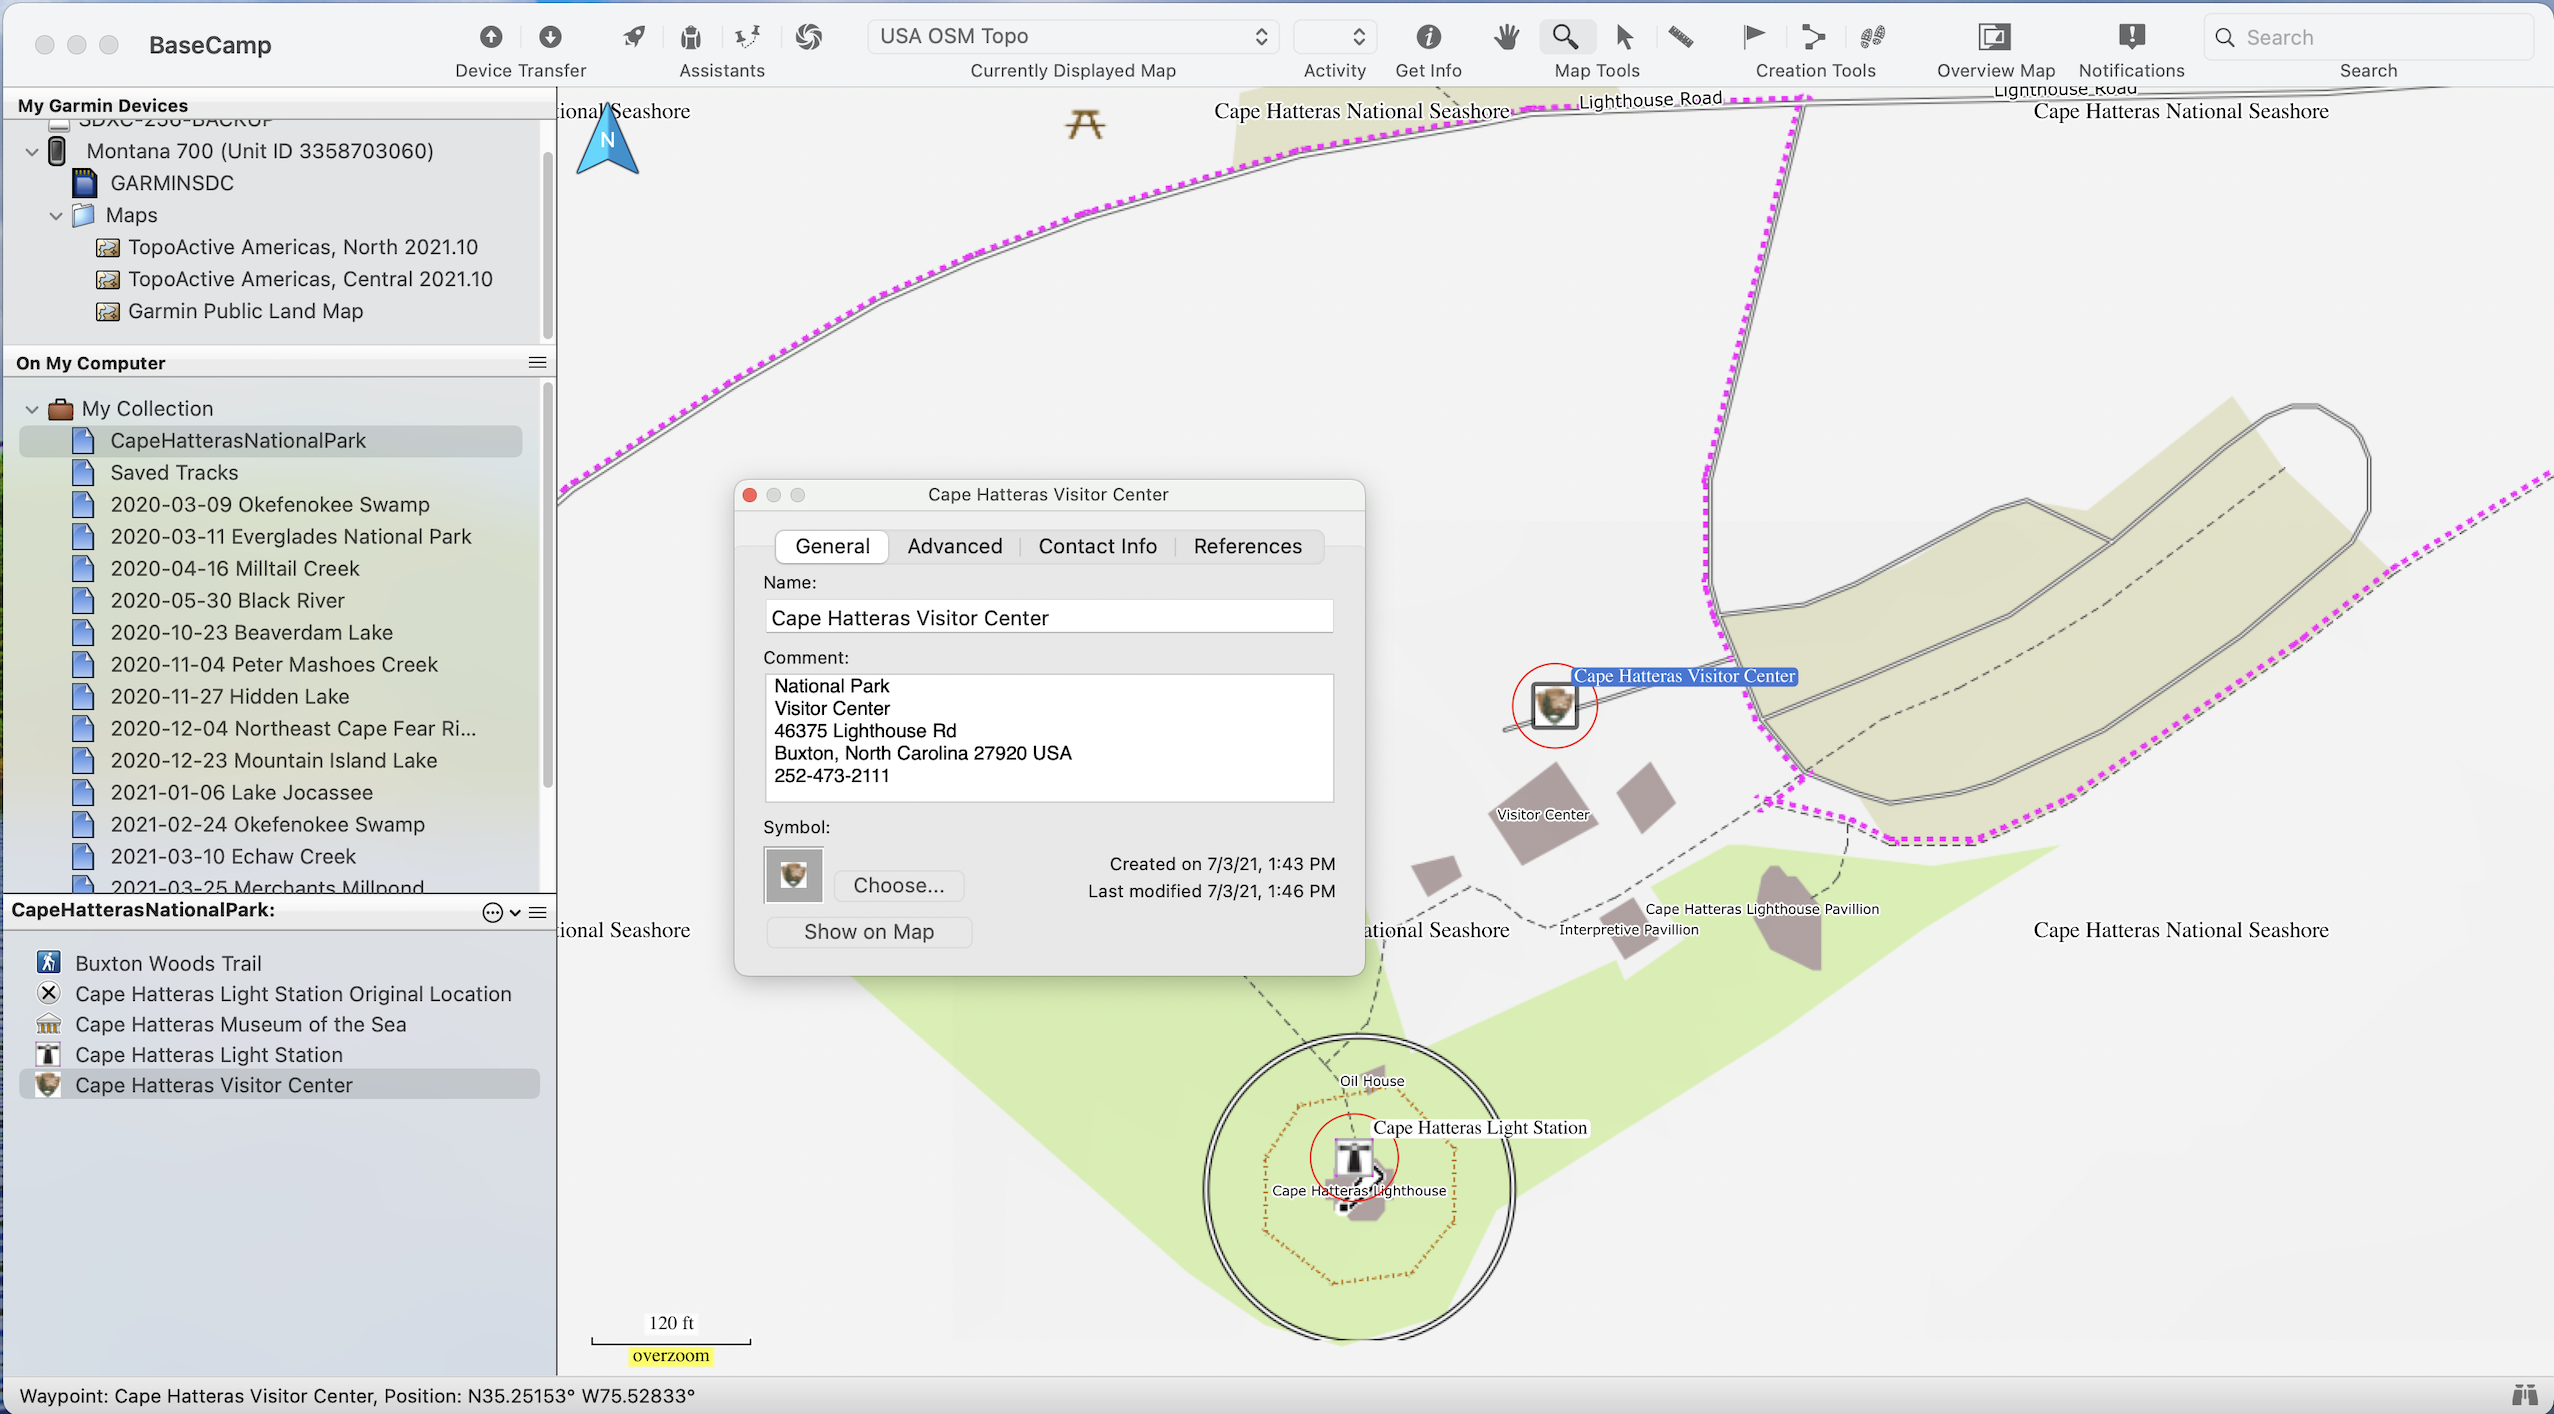 BaseCamp
Device Transfer
Assistants
USA OSM Topo
Currently Displayed Map
Activity
Get Info
Map Tools
Creation Tools
Overview Map
Notifications
Search
Search
My Garmin Devices
SDXC-256-BACKUP
Montana 700 (Unit ID 3358703060)
GARMINSDC
Maps
TopoActive Americas, North 2021.10
TopoActive Americas, Central 2021.10
Garmin Public Land Map
On My Computer
My Collection
CapeHatterasNationalPark
Saved Tracks
2020-03-09 Okefenokee Swamp
2020-03-11 Everglades National Park
2020-04-16 Milltail Creek
2020-05-30 Black River
2020-10-23 Beaverdam Lake
2020-11-04 Peter Mashoes Creek
2020-11-27 Hidden Lake
2020-12-04 Northeast Cape Fear Ri...
2020-12-23 Mountain Island Lake
2021-01-06 Lake Jocassee
2021-02-24 Okefenokee Swamp
2021-03-10 Echaw Creek
2021-03-25 Merchants Millpond
CapeHatterasNationalPark:
Buxton Woods Trail
Cape Hatteras Light Station Original Location
Cape Hatteras Museum of the Sea
Cape Hatteras Light Station
Cape Hatteras Visitor Center
ional Seashore
N
Cape Hatteras National Seashore
Lighthouse Road
Lighthouse Road
Cape Hatteras National Seashore
Cape Hatteras Visitor Center
General
Advanced
Contact Info
References
Name:
Cape Hatteras Visitor Center
Comment:
National Park
Visitor Center
46375 Lighthouse Rd
Buxton, North Carolina 27920 USA
252-473-2111
Symbol:
Choose...
Created on 7/3/21, 1:43 PM
Last modified 7/3/21, 1:46 PM
Show on Map
Cape Hatteras Visitor Center
Visitor Center
Cape Hatteras Lighthouse Pavillion
Interpretive Pavillion
ional Seashore
ational Seashore
Cape Hatteras National Seashore
Oil House
Cape Hatteras Light Station
Cape Hatteras Lighthouse
120 ft
overzoom
Waypoint: Cape Hatteras Visitor Center, Position: N35.25153° W75.52833°